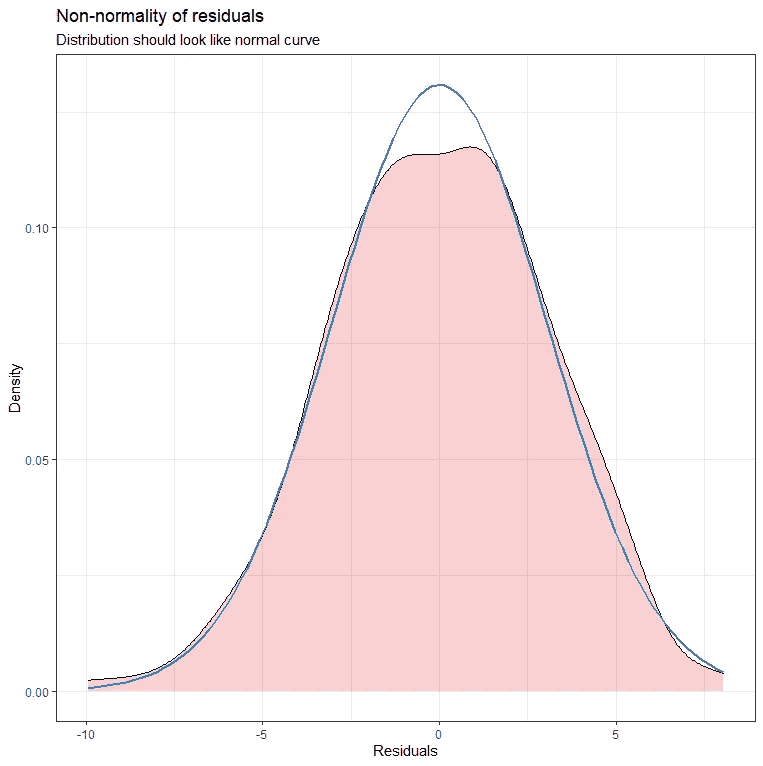 Non-normality of residuals
Distribution should look like normal curve
Density
0.10
0.05
0.00
-10
-5
0
5
Residuals